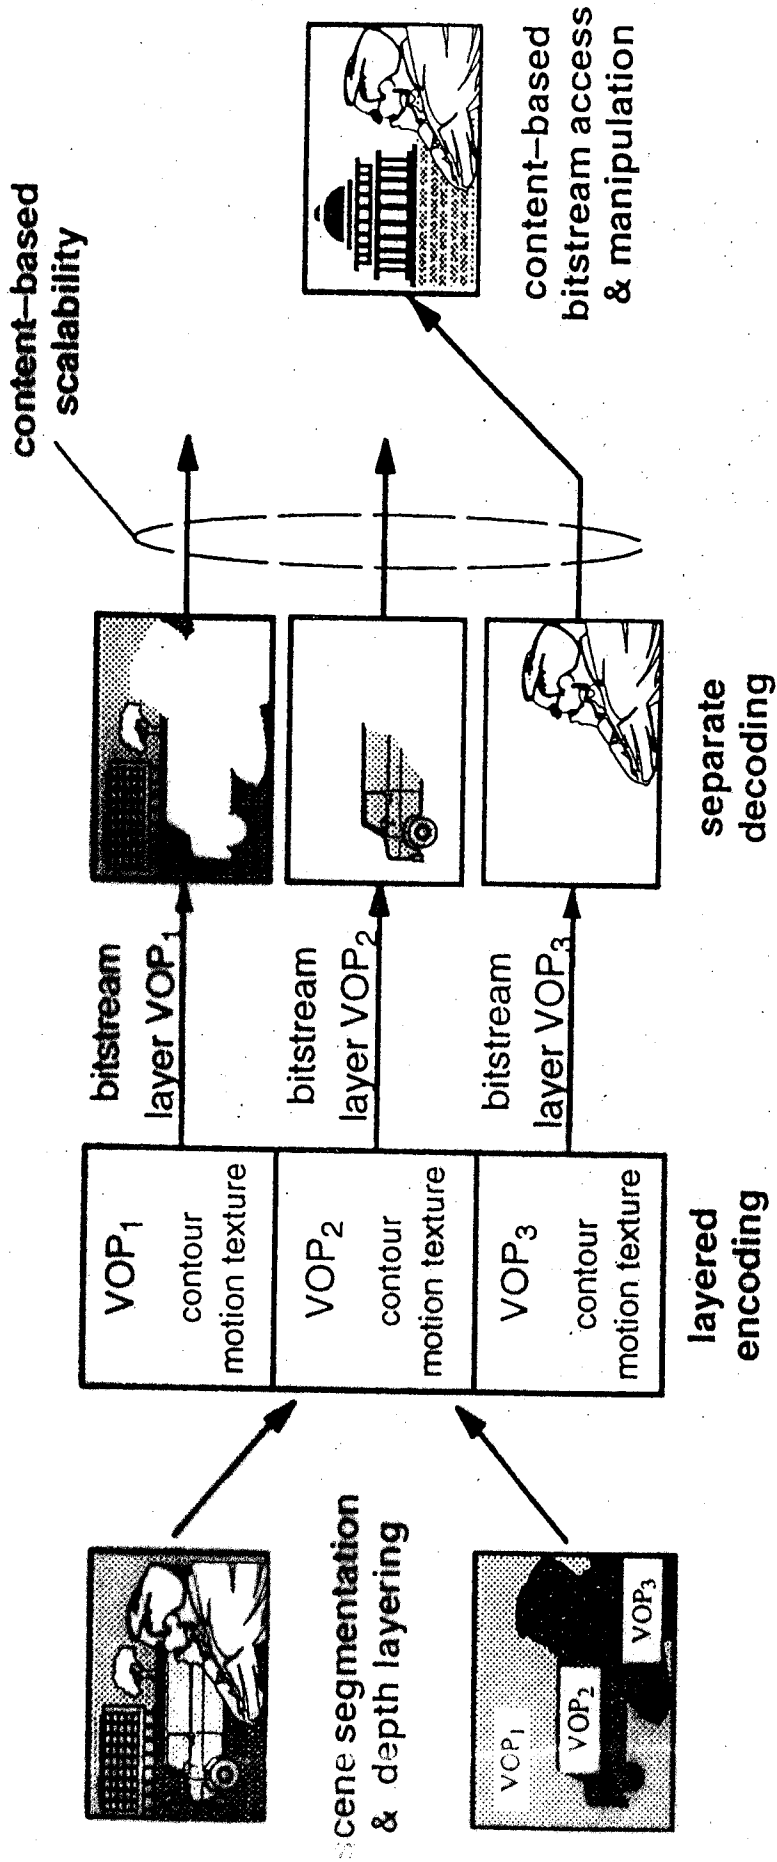 scene segmentation
& depth layering
VOP1
VOP2
VOP3
VOP1
contour
motion texture
VOP2
contour
motion texture
VOP3
contour
motion texture
layered
encoding
bitstream
layer VOP1
bitstream
layer VOP2
bitstream
layer VOP3
separate
decoding
content–based
scalability
content–based
bitstream access
& manipulation